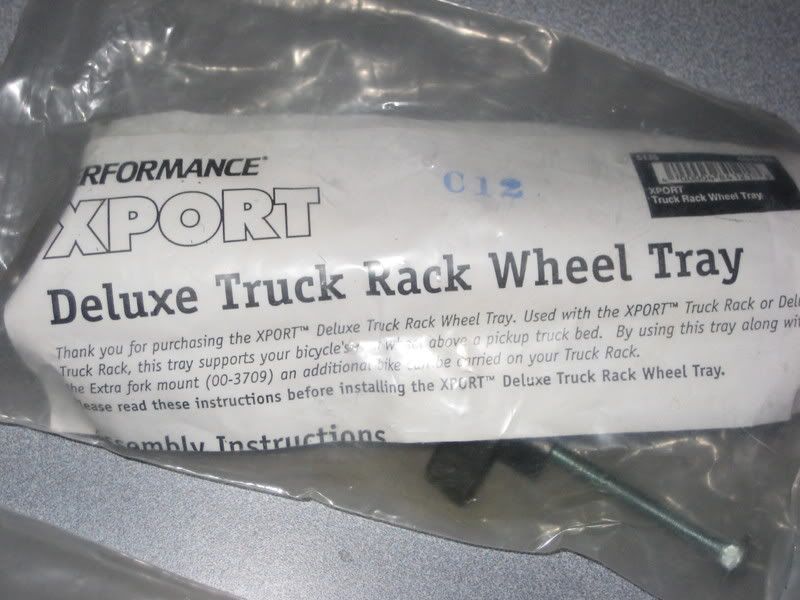 RFORMANCE®
XPORT
C12
XPORT
Truck Rack Wheel Tray
Deluxe Truck Rack Wheel Tray
Thank you for purchasing the XPORT™ Deluxe Truck Rack Wheel Tray. Used with the XPORT™ Truck Rack or Del
Truck Rack, this tray supports your bicycle's above a pickup truck bed. By using this tray along wi
he Extra fork mount (00-3709) an additional bike can be carried on your Truck Rack.
ease read these instructions before installing the XPORT™ Deluxe Truck Rack Wheel Tray.
ssembly Instructions